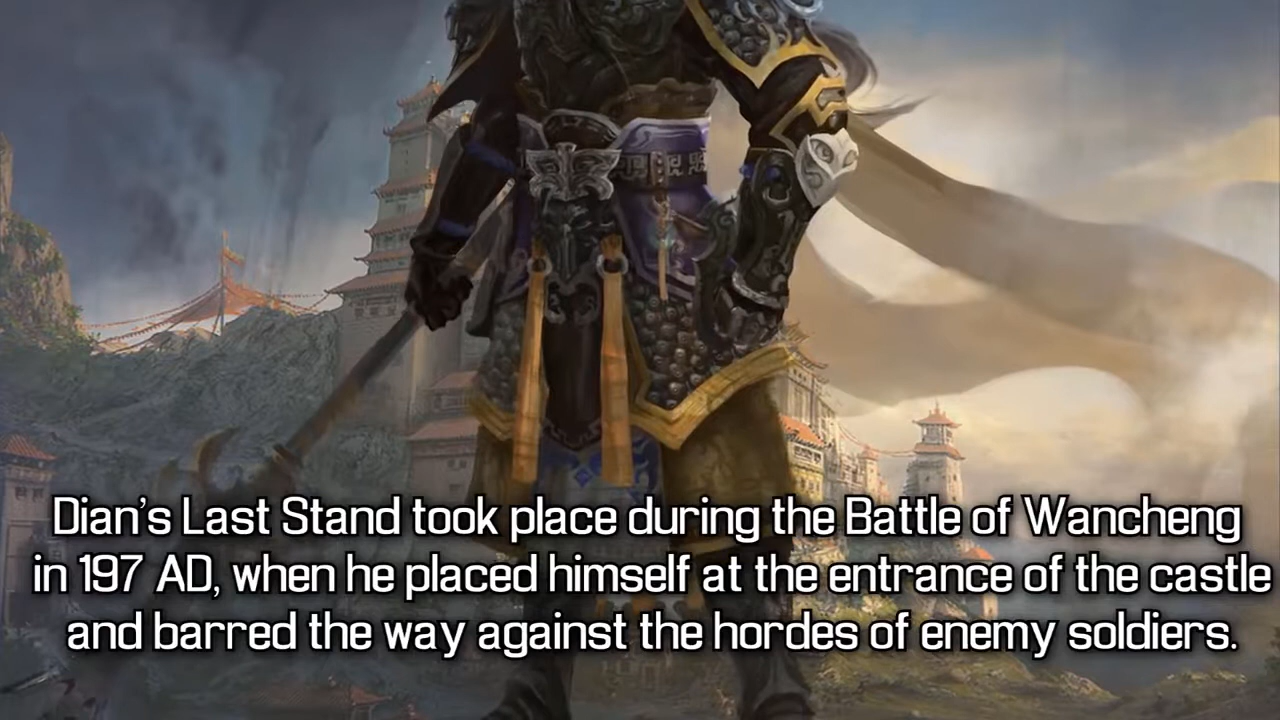 Dian's Last Stand took place during the Battle of Wancheng
in 197 AD, when he placed himself at the entrance of the castle
and barred the way against the hordes of enemy soldiers.